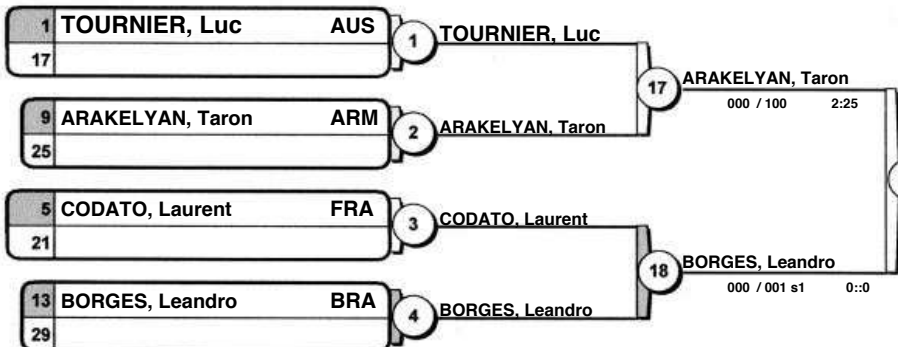 1 TOURNIER, Luc AUS
17
1 TOURNIER, Luc
9 ARAKELYAN, Taron ARM
25
2 ARAKELYAN, Taron
17 ARAKELYAN, Taron
000 / 100 2:25
5 CODATO, Laurent FRA
21
3 CODATO, Laurent
13 BORGES, Leandro BRA
29
4 BORGES, Leandro
18 BORGES, Leandro
000 / 001 s1 0::0